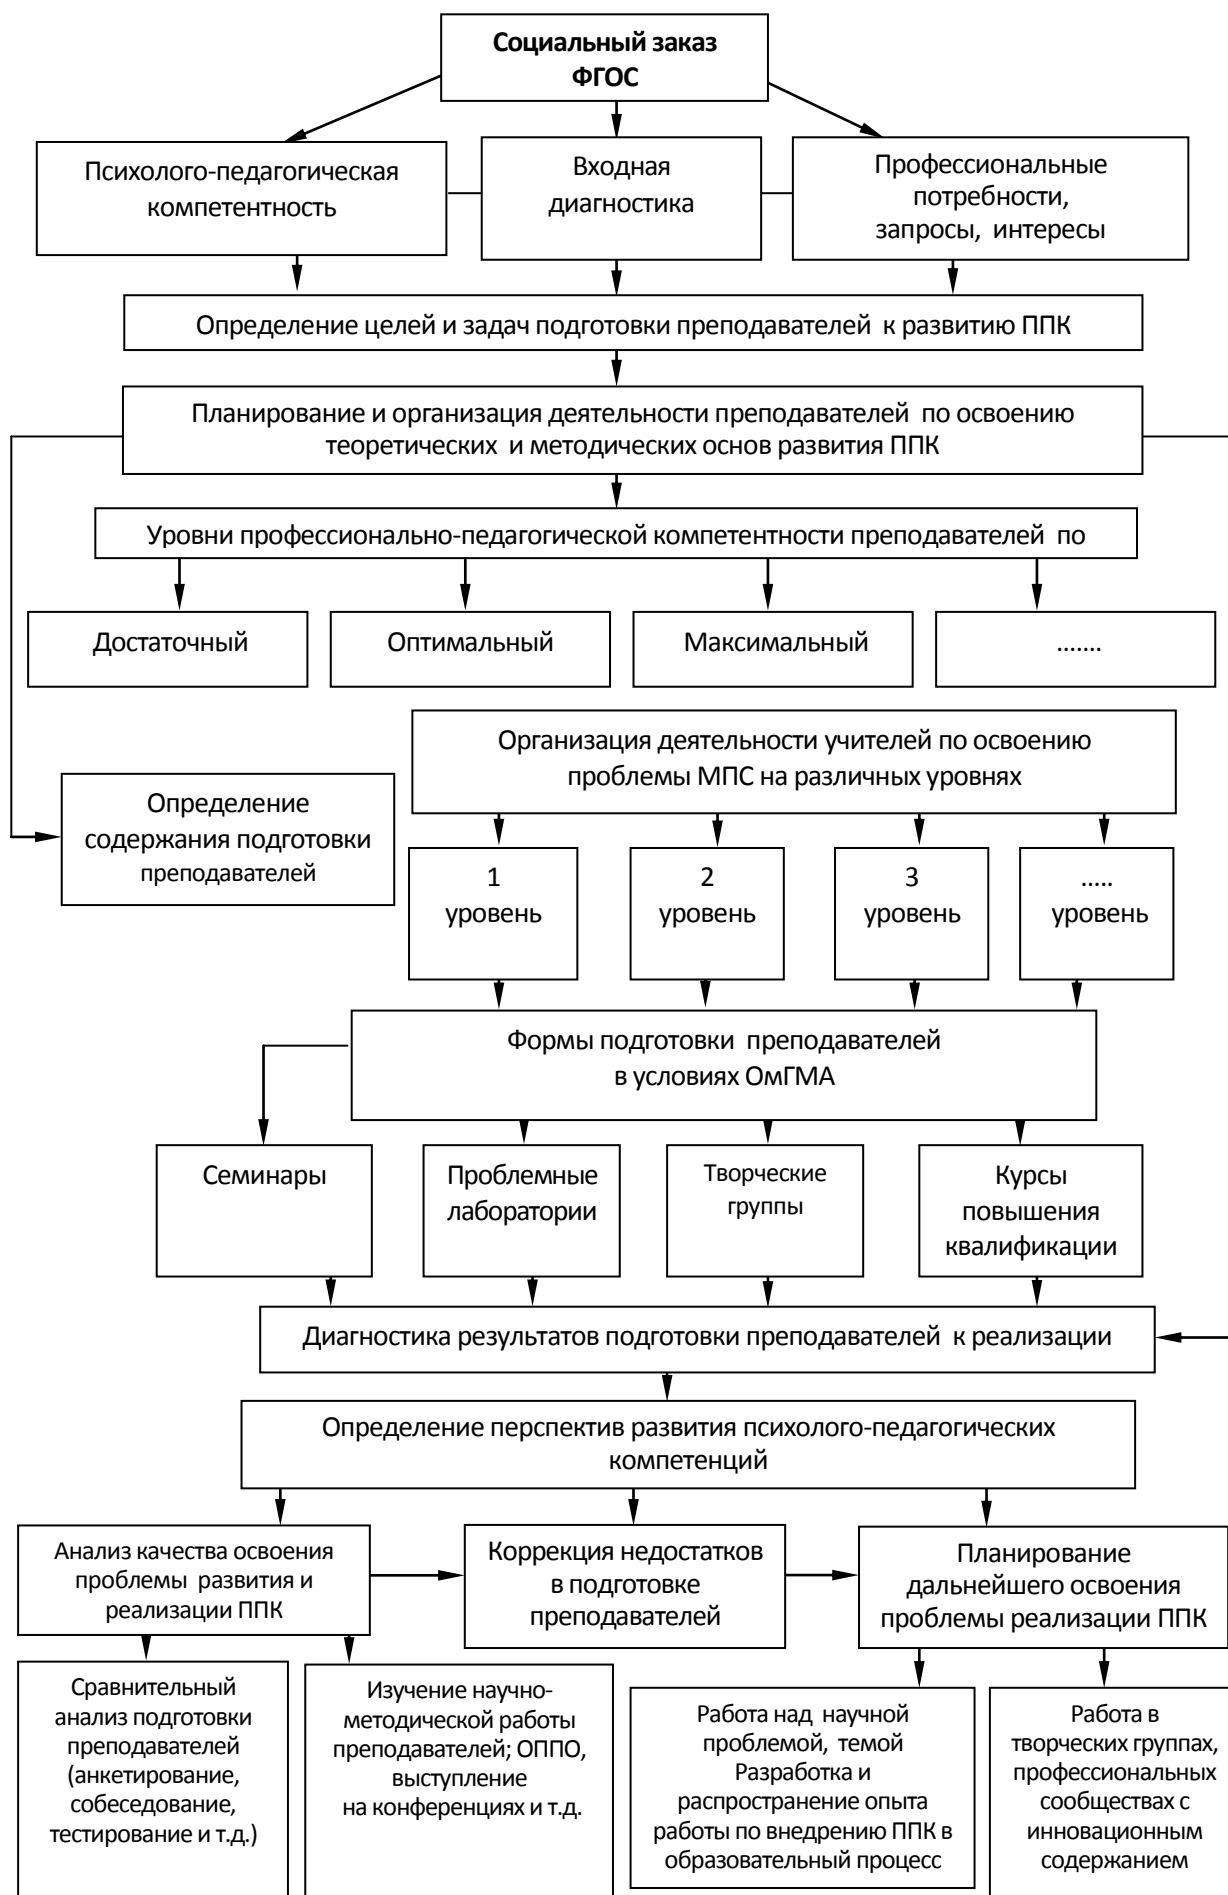 Социальный заказ
ФГОС
Психолого-педагогическая
компетентность
Входная
диагностика
Профессиональные
потребности,
запросы, интересы
Определение целей и задач подготовки преподавателей к развитию ППК
Планирование и организация деятельности преподавателей по освоению
теоретических и методических основ развития ППК
Уровни профессионально-педагогической компетентности преподавателей по
Достаточный
Оптимальный
Максимальный
.......
Организация деятельности учителей по освоению
проблемы МПС на различных уровнях
Определение
содержания подготовки
преподавателей
1
уровень
2
уровень
3
уровень
.....
уровень
Формы подготовки преподавателей
в условиях ОмГМА
Семинары
Проблемные
лаборатории
Творческие
группы
Курсы
повышения
квалификации
Диагностика результатов подготовки преподавателей к реализации
Определение перспектив развития психолого-педагогических
компетенций
Анализ качества освоения
проблемы развития и
реализации ППК
Коррекция недостатков
в подготовке
преподавателей
Планирование
дальнейшего освоения
проблемы реализации ППК
Сравнительный
анализ подготовки
преподавателей
(анкетирование,
собеседование,
тестирование и т.д.)
Изучение научно-
методической работы
преподавателей; ОППО,
выступление
на конференциях и т.д.
Работа над научной
проблемой, темой
Разработка и
распространение опыта
работы по внедрению ППК в
образовательный процесс
Работа в
творческих группах,
профессиональных
сообществах с
инновационным
содержанием